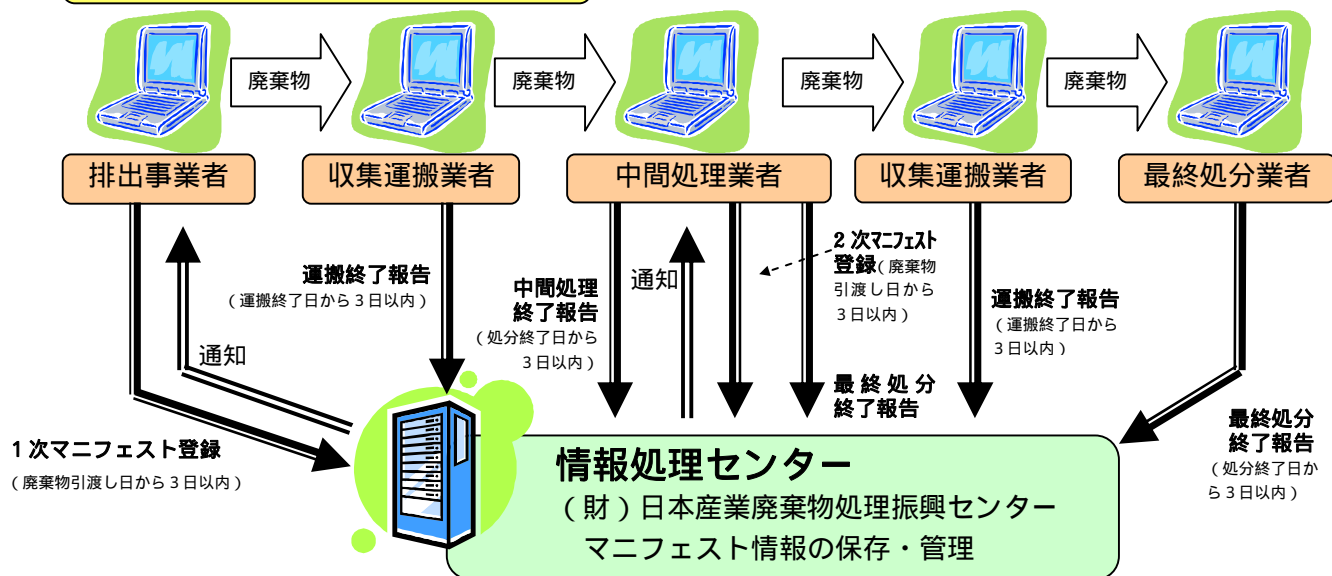 廃棄物
廃棄物
廃棄物
廃棄物
排出事業者
収集運搬業者
中間処理業者
収集運搬業者
最終処分業者
運搬終了報告
（運搬終了日から３日以内）
通知
中間処理
終了報告
（処分終了日から
３日以内）
通知
２次マニフェスト
登録（廃棄物
引渡し日から
３日以内）
最終処分
終了報告
運搬終了報告
（運搬終了日から
３日以内）
最終処分
終了報告
（処分終了日か
ら３日以内）
１次マニフェスト登録
（廃棄物引渡し日から３日以内）
情報処理センター
（財）日本産業廃棄物処理振興センター
マニフェスト情報の保存・管理